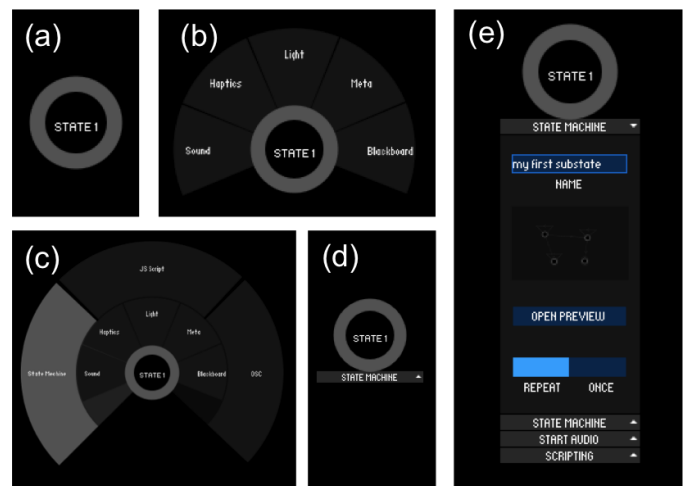 (a)
STATE 1
(b)
Light
Haptics
Meta
Sound
STATE 1
Blackboard
(c)
JS Script
Light
Haptics
Meta
State Machine
Sound
STATE 1
Blackboard
OSC
(d)
STATE 1
STATE MACHINE
(e)
STATE 1
STATE MACHINE
my first substate
NAME
OPEN PREVIEW
REPEAT ONCE
STATE MACHINE
START AUDIO
SCRIPTING